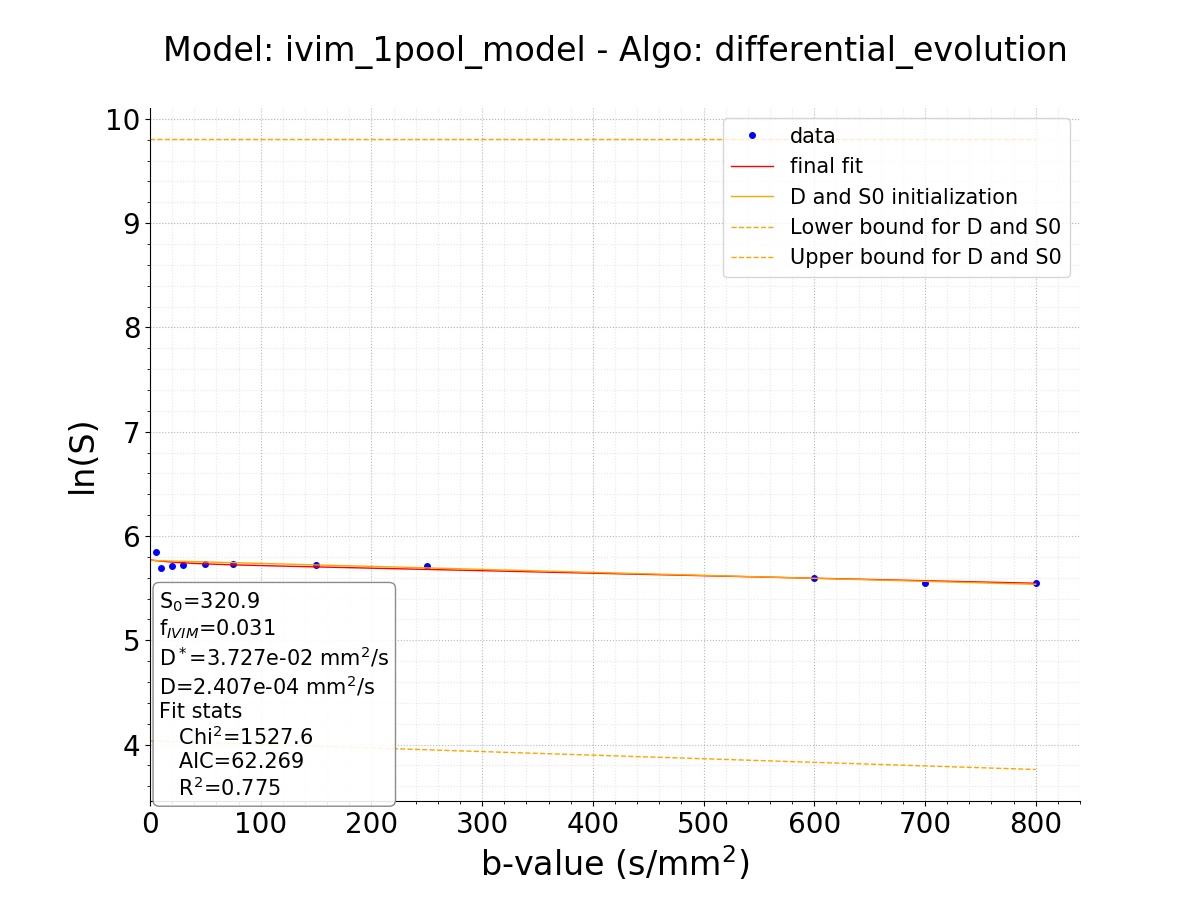 Model: ivim_1pool_model - Algo: differential_evolution
10
9
8
7
6
5
4
ln(S)
data
final fit
D and S0 initialization
Lower bound for D and S0
Upper bound for D and S0
S₀=320.9
f_IVIM=0.031
D*=3.727e-02 mm²/s
D=2.407e-04 mm²/s
Fit stats
Chi²=1527.6
AIC=62.269
R²=0.775
0 100 200 300 400 500 600 700 800
b-value (s/mm²)